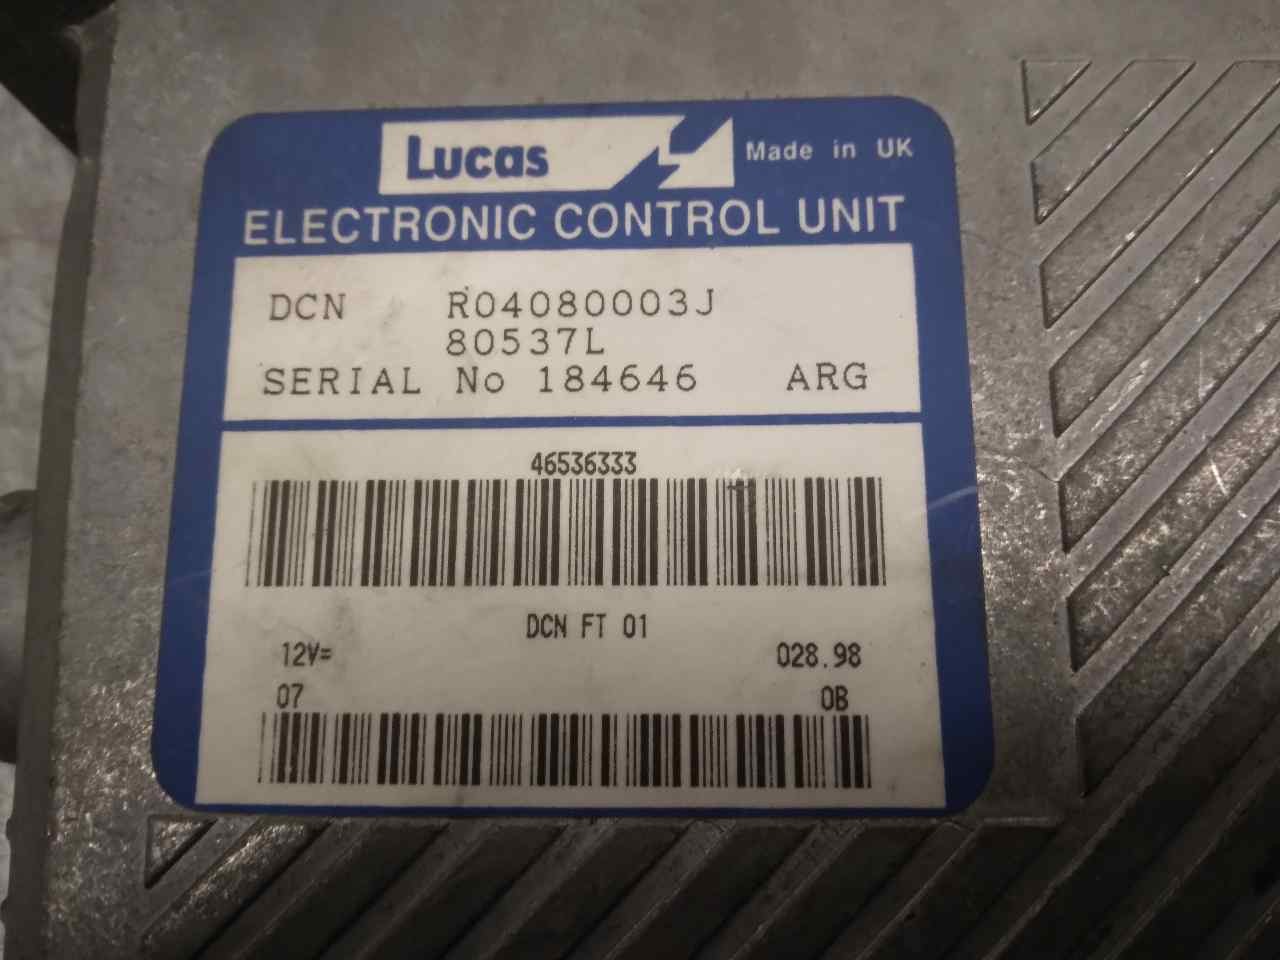 Lucas Made in UK
ELECTRONIC CONTROL UNIT
DCN R04080003J
80537L
SERIAL No 184646 ARG
46536333
DCN FT 01
12V= 028.98
07 0B